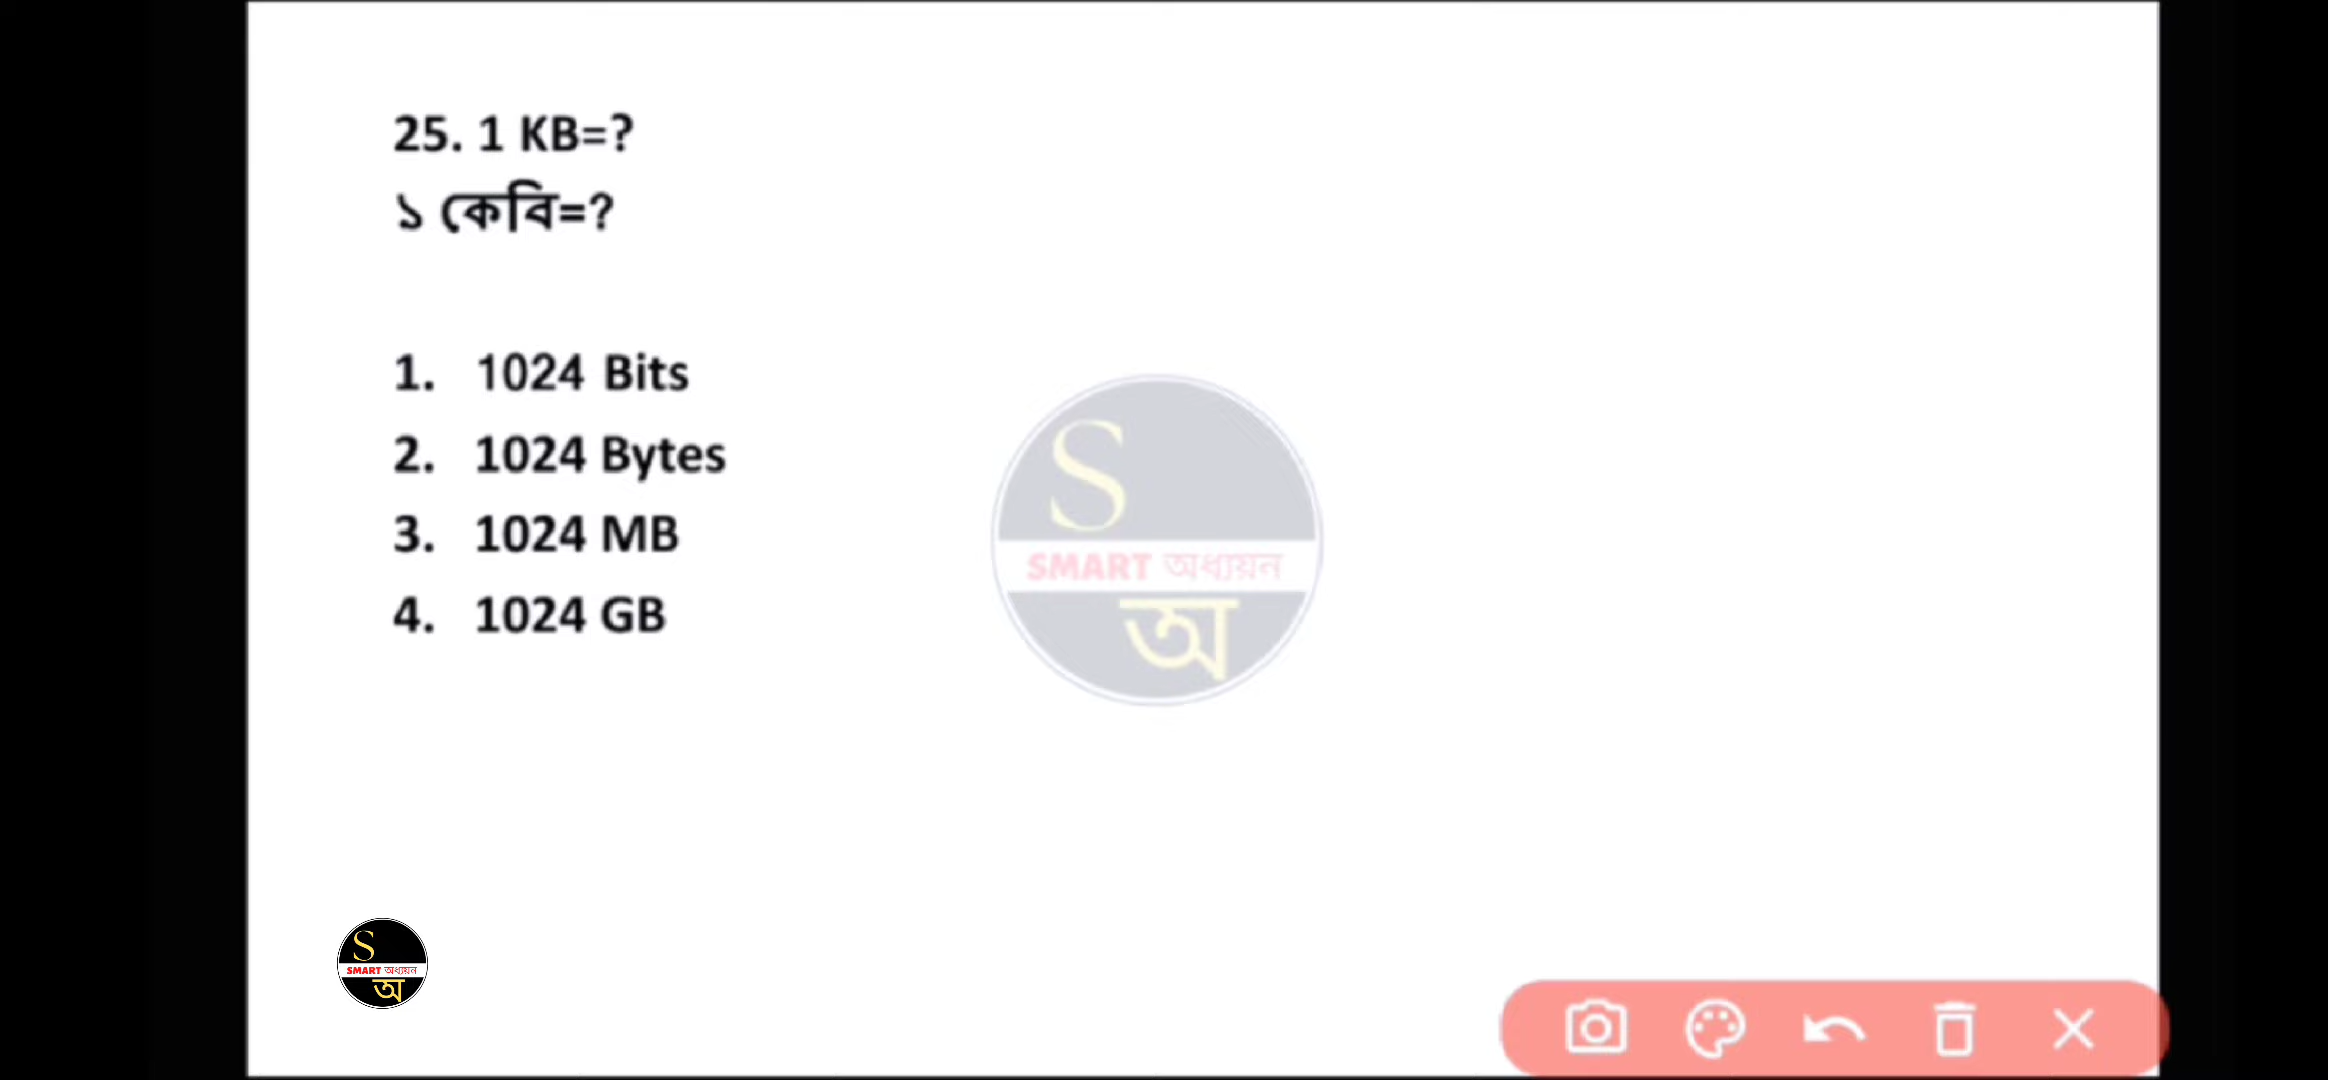 25. 1 KB=?
১ কেবি=?
1. 1024 Bits
2. 1024 Bytes
3. 1024 MB
4. 1024 GB
S
SMART অধ্যয়ন
অ
S
SMART অধ্যয়ন
অ